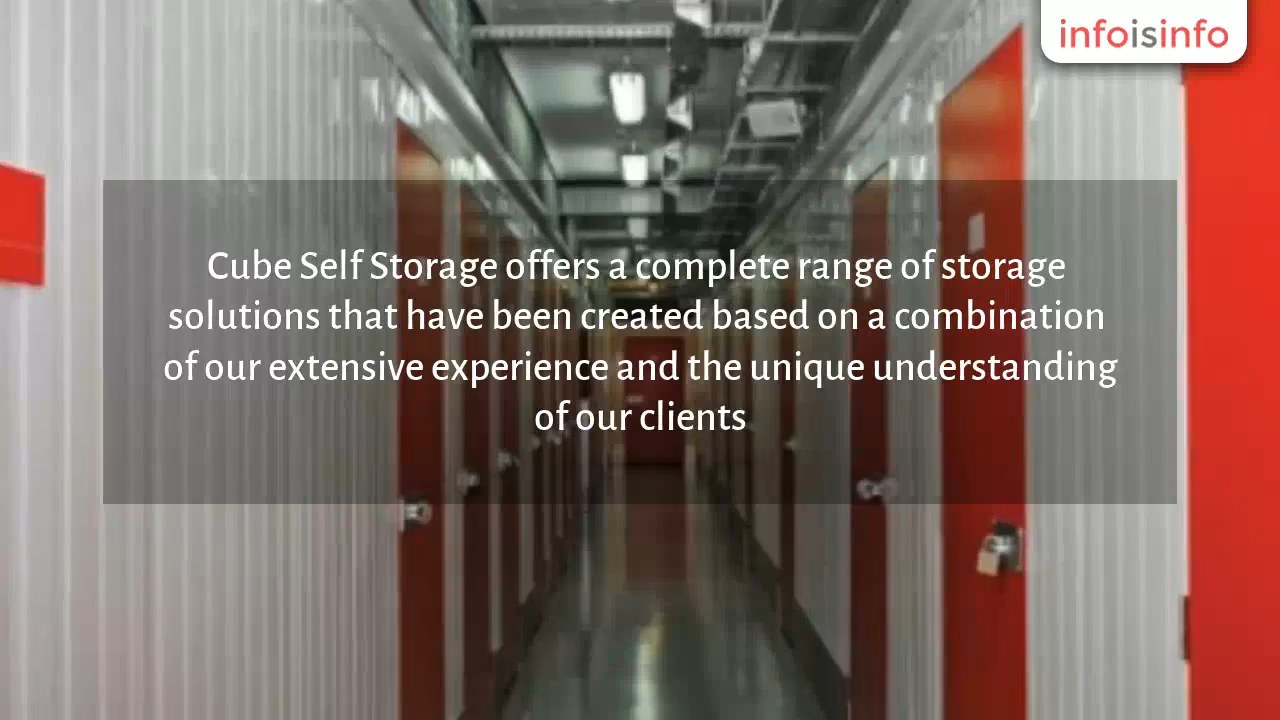 infoisinfo
Cube Self Storage offers a complete range of storage
solutions that have been created based on a combination
of our extensive experience and the unique understanding
of our clients